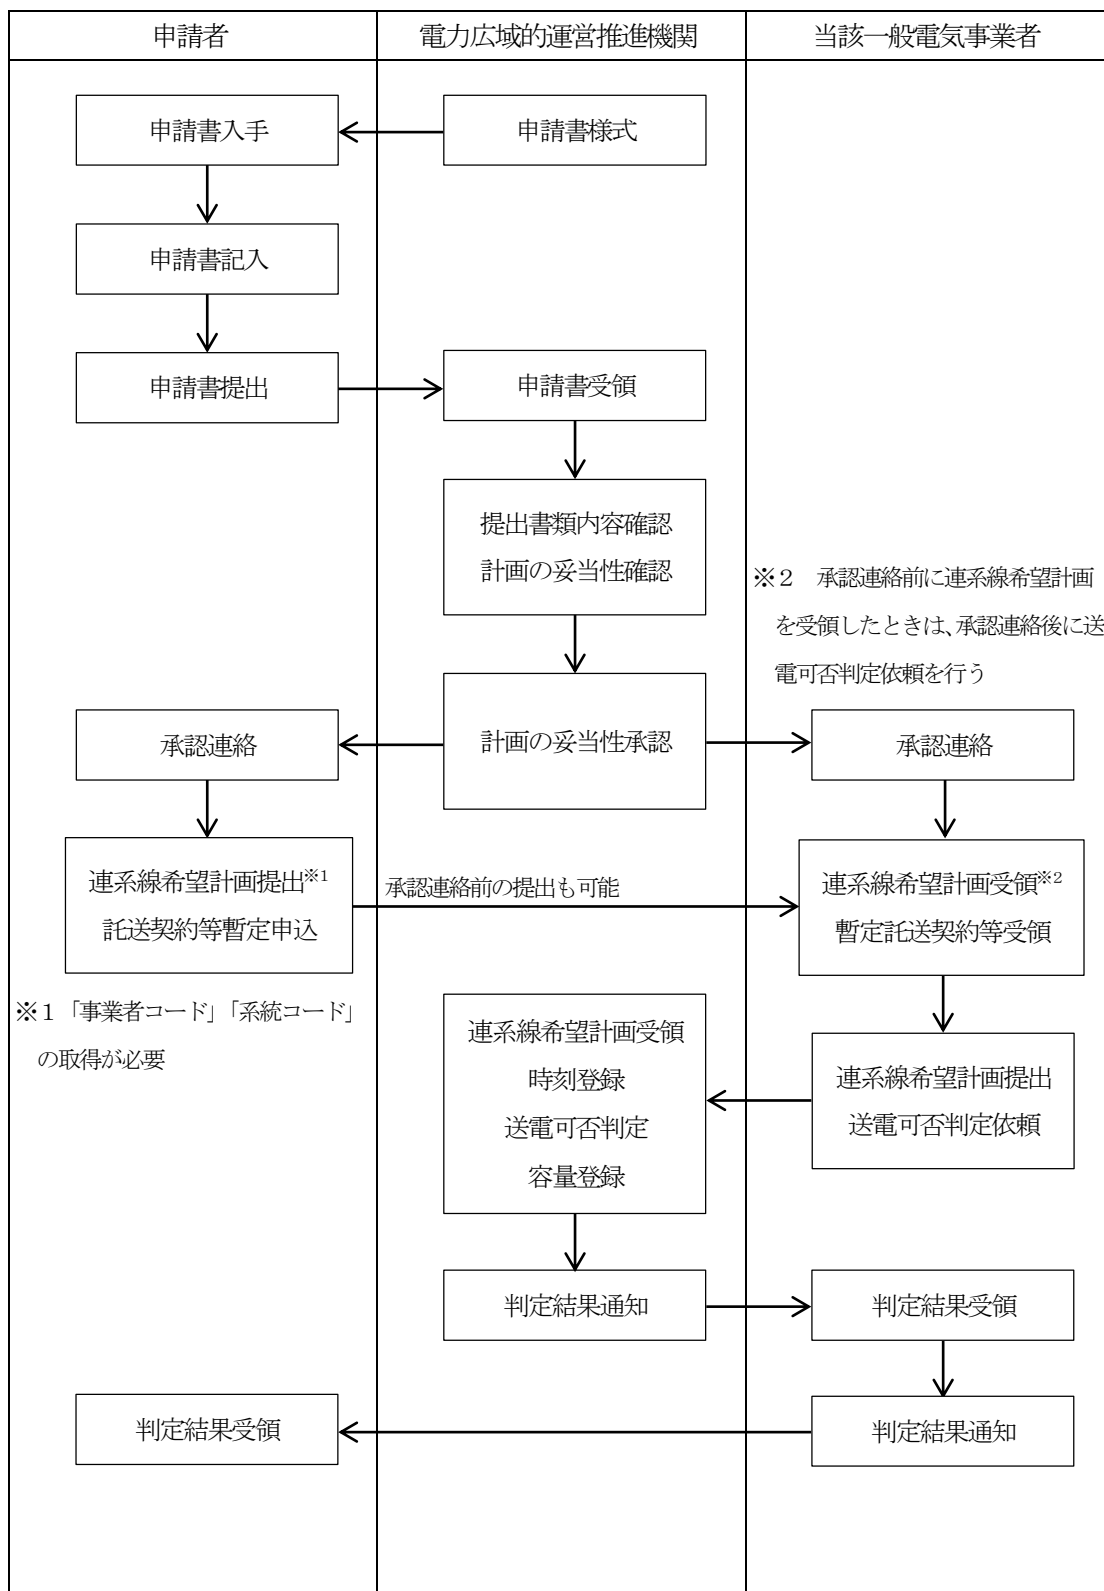 申請者
電力広域的運営推進機関
当該一般電気事業者
申請書入手
申請書様式
申請書記入
申請書提出
申請書受領
提出書類内容確認
計画の妥当性確認
※２　承認連絡前に連系線希望計画
を受領したときは、承認連絡後に送
電可否判定依頼を行う
承認連絡
計画の妥当性承認
承認連絡
連系線希望計画提出※1
託送契約等暫定申込
承認連絡前の提出も可能
連系線希望計画受領※2
暫定託送契約等受領
※１「事業者コード」「系統コード」
の取得が必要
連系線希望計画受領
時刻登録
送電可否判定
容量登録
連系線希望計画提出
送電可否判定依頼
判定結果通知
判定結果受領
判定結果受領
判定結果通知